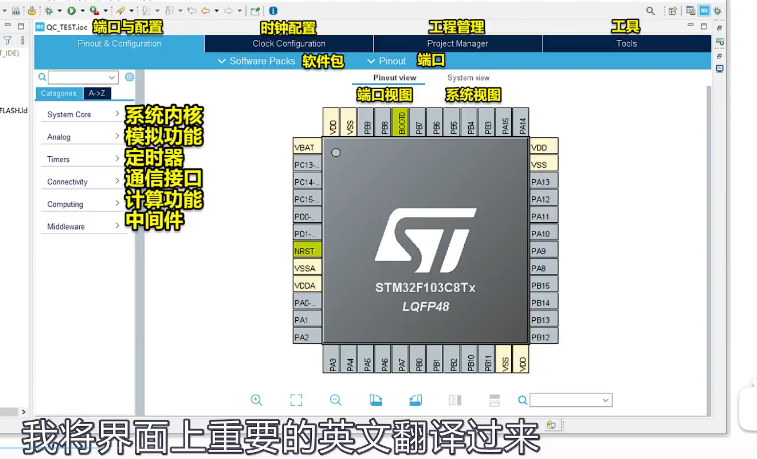 QC_TEST.ioc 端口与配置 时钟配置 工程管理 工具
Pinout & Configuration Clock Configuration Project Manager Tools
Software Packs 软件包 Pinout 端口
Pinout view System view
端口视图 系统视图
Categories A->Z
System Core 系统内核
Analog 模拟功能
Timers 定时器
Connectivity 通信接口
Computing 计算功能
Middleware 中间件
_IDE)
FLASH.ld
VDD VSS PB9 PB8 BOOT0 PB7 PB6 PB5 PB4 PB3 PA15 PA14
VBAT
PC13-..
PC14-..
PC15-..
PD0-..
PD1-..
NRST
VSSA
VDDA
PA0-..
PA1
PA2
STM32F103C8Tx
LQFP48
VDD
VSS
PA13
PA12
PA11
PA10
PA9
PA8
PB15
PB14
PB13
PB12
PA3 PA4 PA5 PA6 PA7 PB0 PB1 PB2 PB10 PB11 VSS VDD
我将界面上重要的英文翻译过来